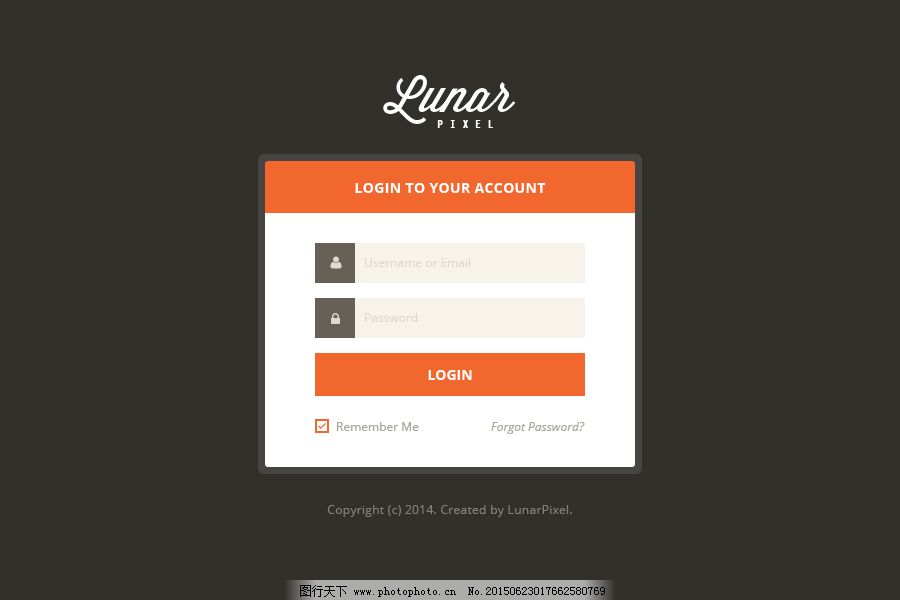 Lunar
PIXEL
LOGIN TO YOUR ACCOUNT
Username or Email
Password
LOGIN
Remember Me
Forgot Password?
Copyright (c) 2014. Created by LunarPixel.
图行天下 www.photophoto.cn No.20150623017662580769